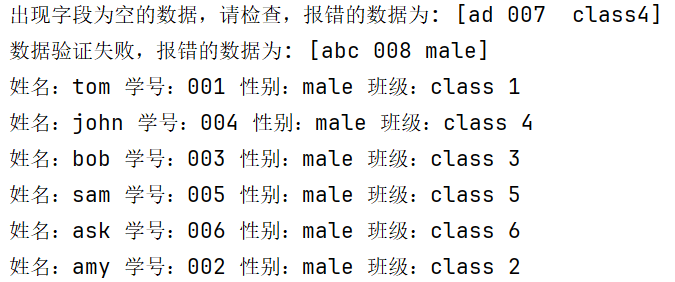 出现字段为空的数据，请检查，报错的数据为: [ad 007  class4]
数据验证失败，报错的数据为: [abc 008 male]
姓名：tom 学号：001 性别：male 班级：class 1
姓名：john 学号：004 性别：male 班级：class 4
姓名：bob 学号：003 性别：male 班级：class 3
姓名：sam 学号：005 性别：male 班级：class 5
姓名：ask 学号：006 性别：male 班级：class 6
姓名：amy 学号：002 性别：male 班级：class 2